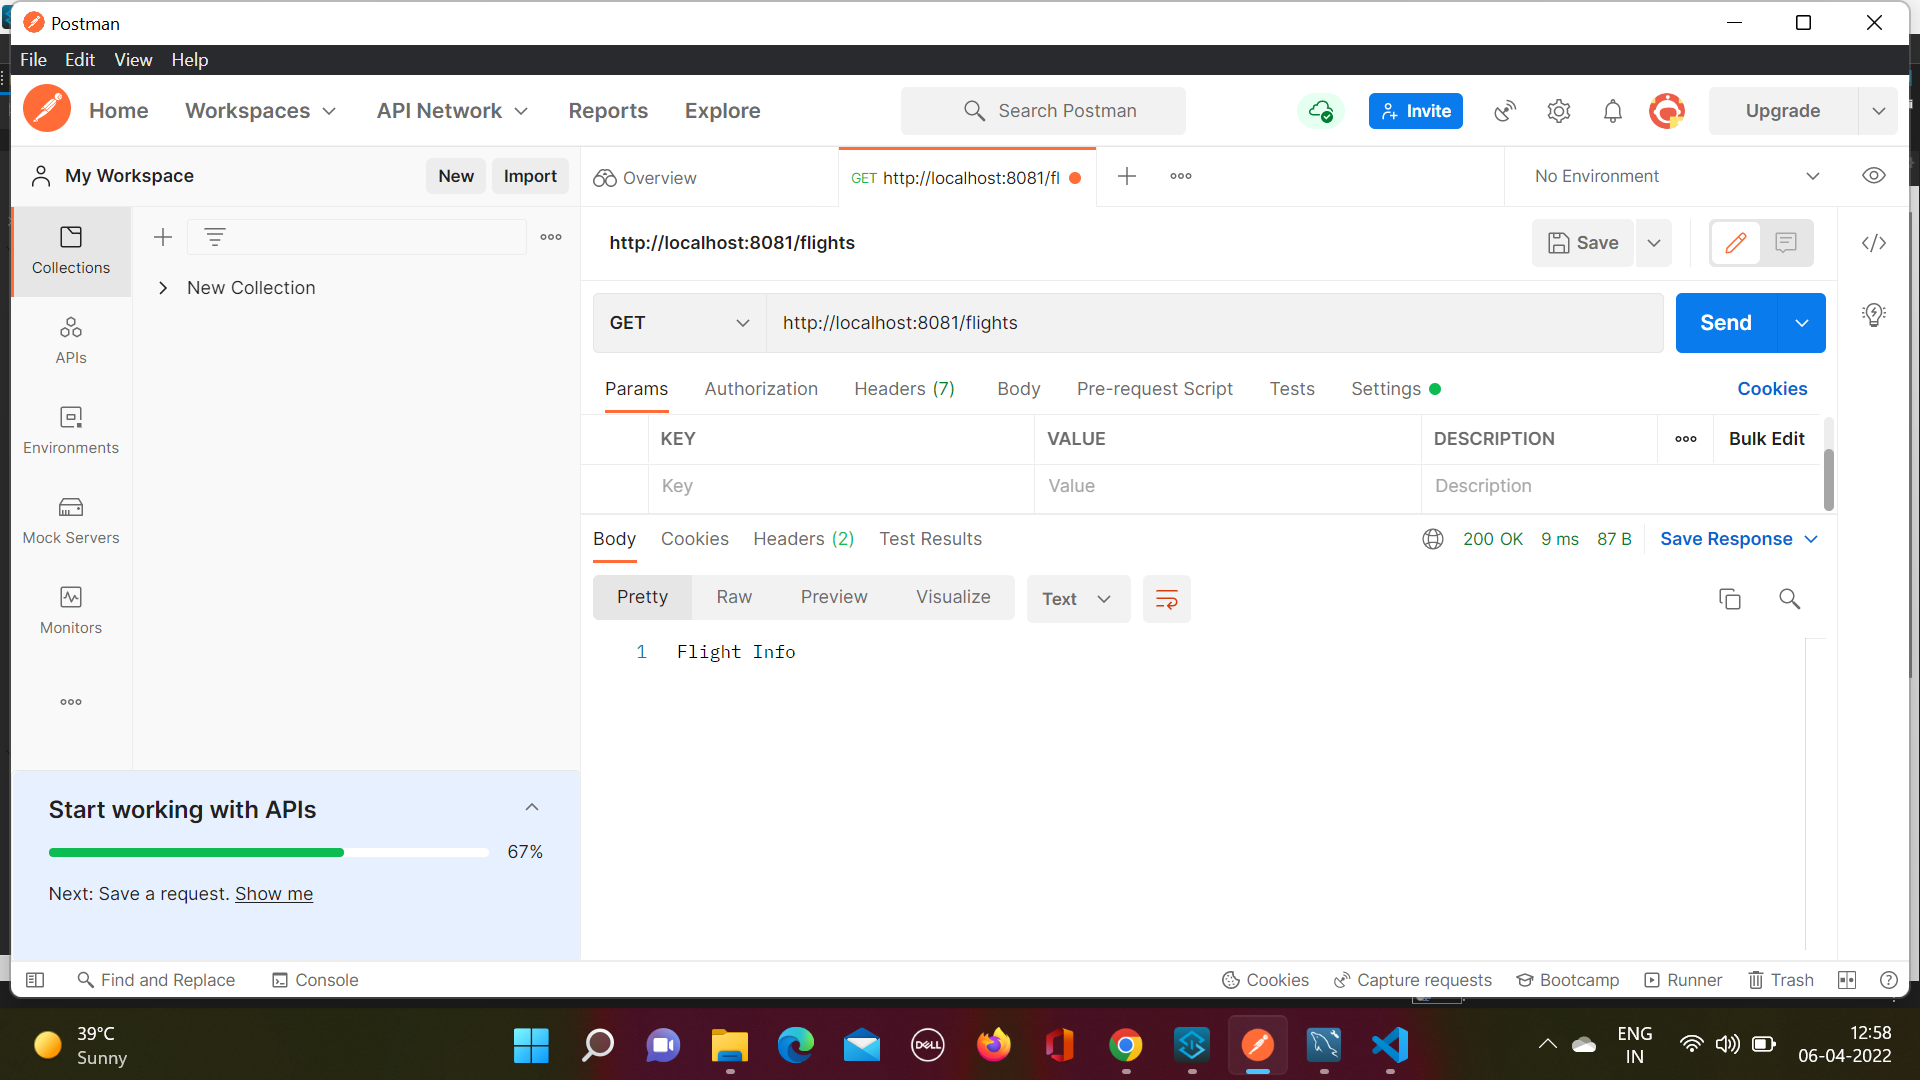 Postman
File Edit View Help
Home Workspaces API Network Reports Explore Search Postman Invite Upgrade
My Workspace New Import Overview GET http://localhost:8081/fl No Environment
http://localhost:8081/flights Save
Collections
New Collection
GET http://localhost:8081/flights Send
APIs
Params Authorization Headers (7) Body Pre-request Script Tests Settings Cookies
KEY VALUE DESCRIPTION Bulk Edit
Environments
Key Value Description
Mock Servers
Body Cookies Headers (2) Test Results 200 OK 9 ms 87 B Save Response
Pretty Raw Preview Visualize Text
Monitors
1 Flight Info
Start working with APIs
67%
Next: Save a request. Show me
Find and Replace Console Cookies Capture requests Bootcamp Runner Trash
39°C
Sunny
DELL
ENG
IN
12:58
06-04-2022